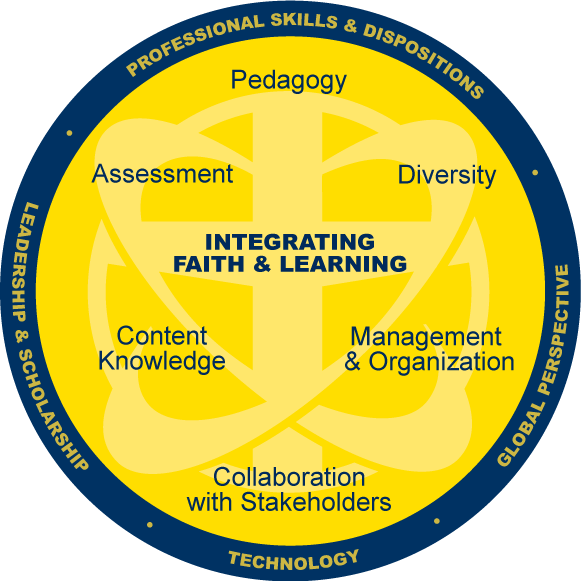 PROFESSIONAL SKILLS & DISPOSITIONS
Pedagogy
Assessment
Diversity
INTEGRATING
FAITH & LEARNING
Content
Knowledge
Management
& Organization
Collaboration
with Stakeholders
LEADERSHIP & SCHOLARSHIP
GLOBAL PERSPECTIVE
TECHNOLOGY